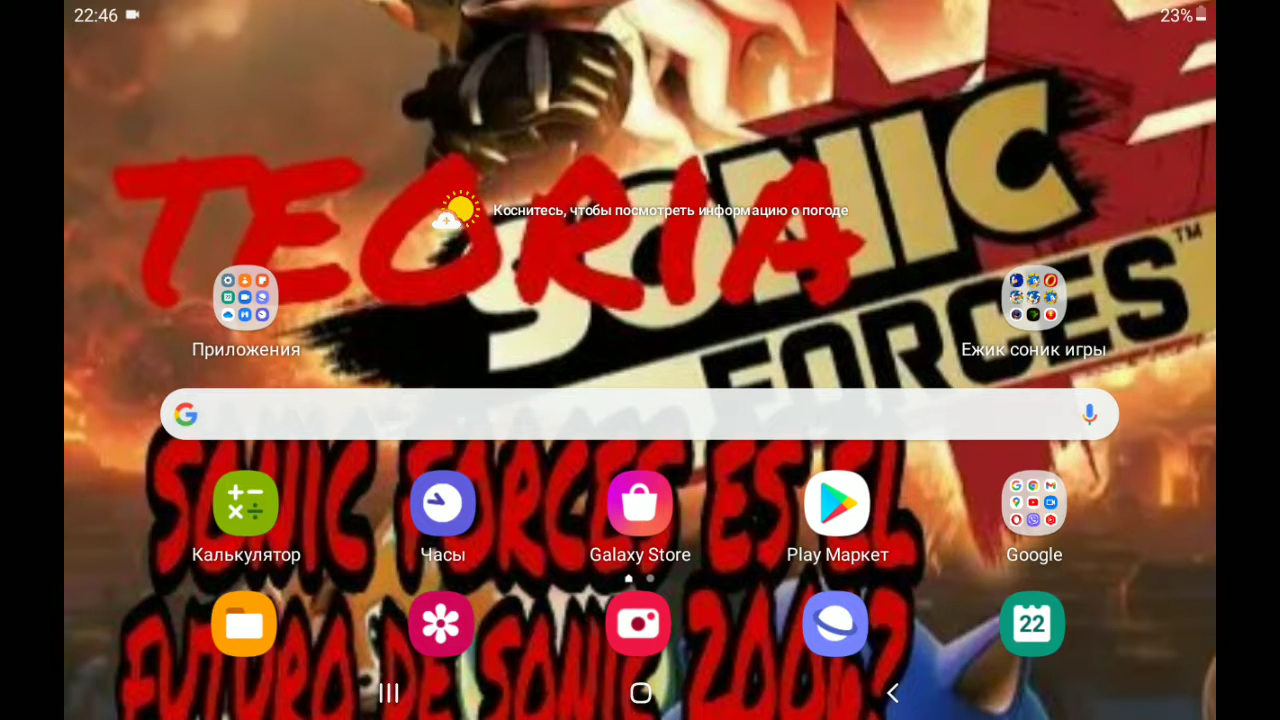 22:46
23%
TEORIA
SONIC
FORCES™
Коснитесь, чтобы посмотреть информацию о погоде
Приложения
Ежик соник игры
SONIC FORCES ES EL
Калькулятор
Часы
Galaxy Store
Play Маркет
Google
FUTURO DE SONIC 2006?
22